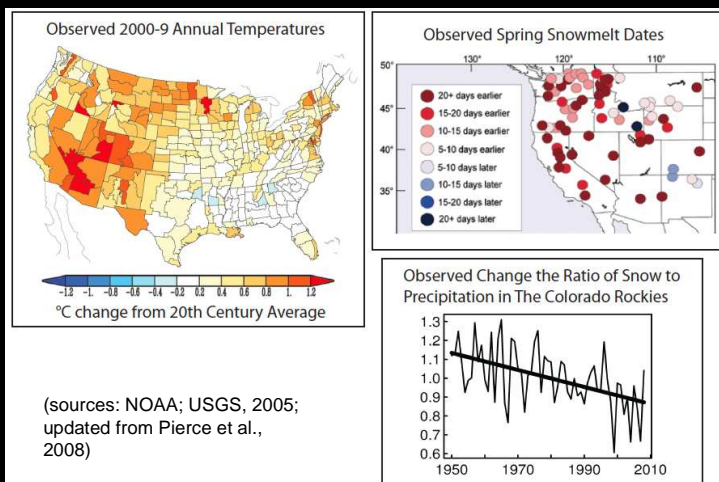 Observed 2000-9 Annual Temperatures
-1.2 -1. -0.8 -0.6 -0.4 -0.2 0.2 0.4 0.6 0.8 1. 1.2
°C change from 20th Century Average
Observed Spring Snowmelt Dates
130° 120° 110°
50°
45°
40°
35°
20+ days earlier
15-20 days earlier
10-15 days earlier
5-10 days earlier
5-10 days later
10-15 days later
15-20 days later
20+ days later
Observed Change the Ratio of Snow to
Precipitation in The Colorado Rockies
1.3
1.2
1.1
1.0
0.9
0.8
0.7
0.6
1950 1970 1990 2010
(sources: NOAA; USGS, 2005;
updated from Pierce et al.,
2008)